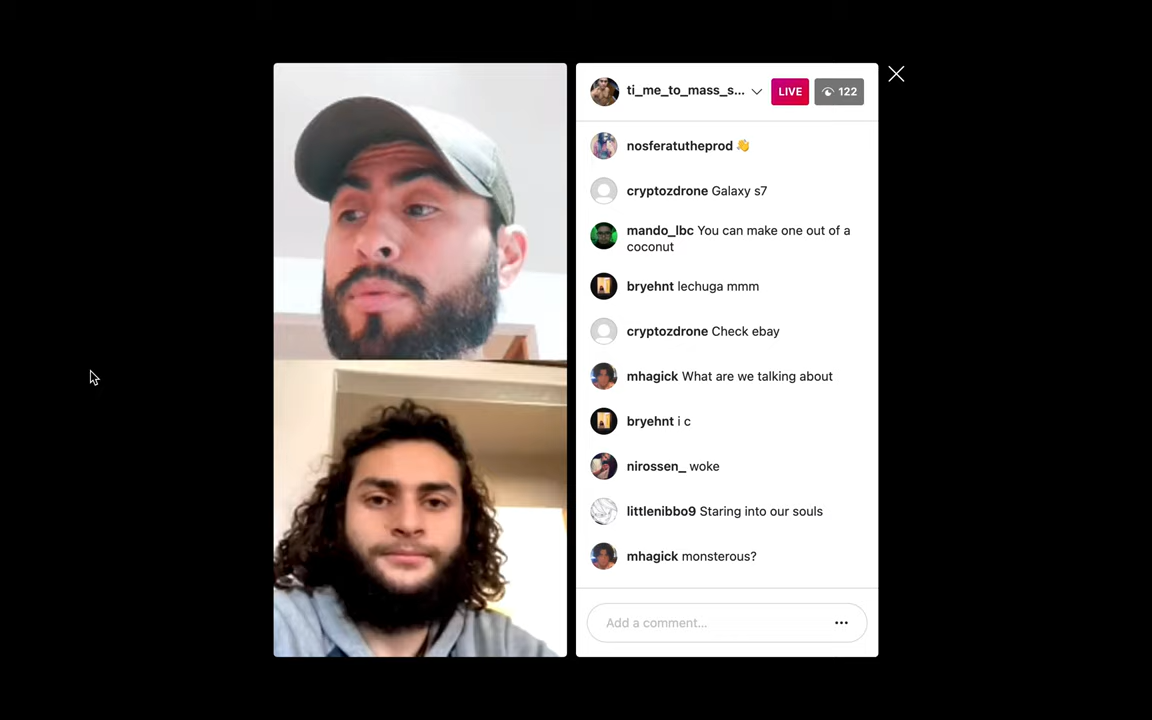 ti_me_to_mass_s...
LIVE
122
nosferatutheprod 👋
cryptozdrone Galaxy s7
mando_lbc You can make one out of a
coconut
bryehnt lechuga mmm
cryptozdrone Check ebay
mhagick What are we talking about
bryehnt i c
nirossen_ woke
littlenibbo9 Staring into our souls
mhagick monsterous?
Add a comment...